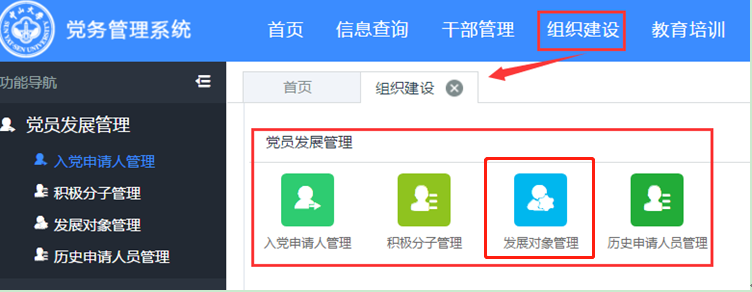 党务管理系统
首页 信息查询 干部管理 组织建设 教育培训
功能导航
首页 组织建设
党员发展管理
入党申请人管理
积极分子管理
发展对象管理
历史申请人员管理
党员发展管理
入党申请人管理 积极分子管理 发展对象管理 历史申请人员管理